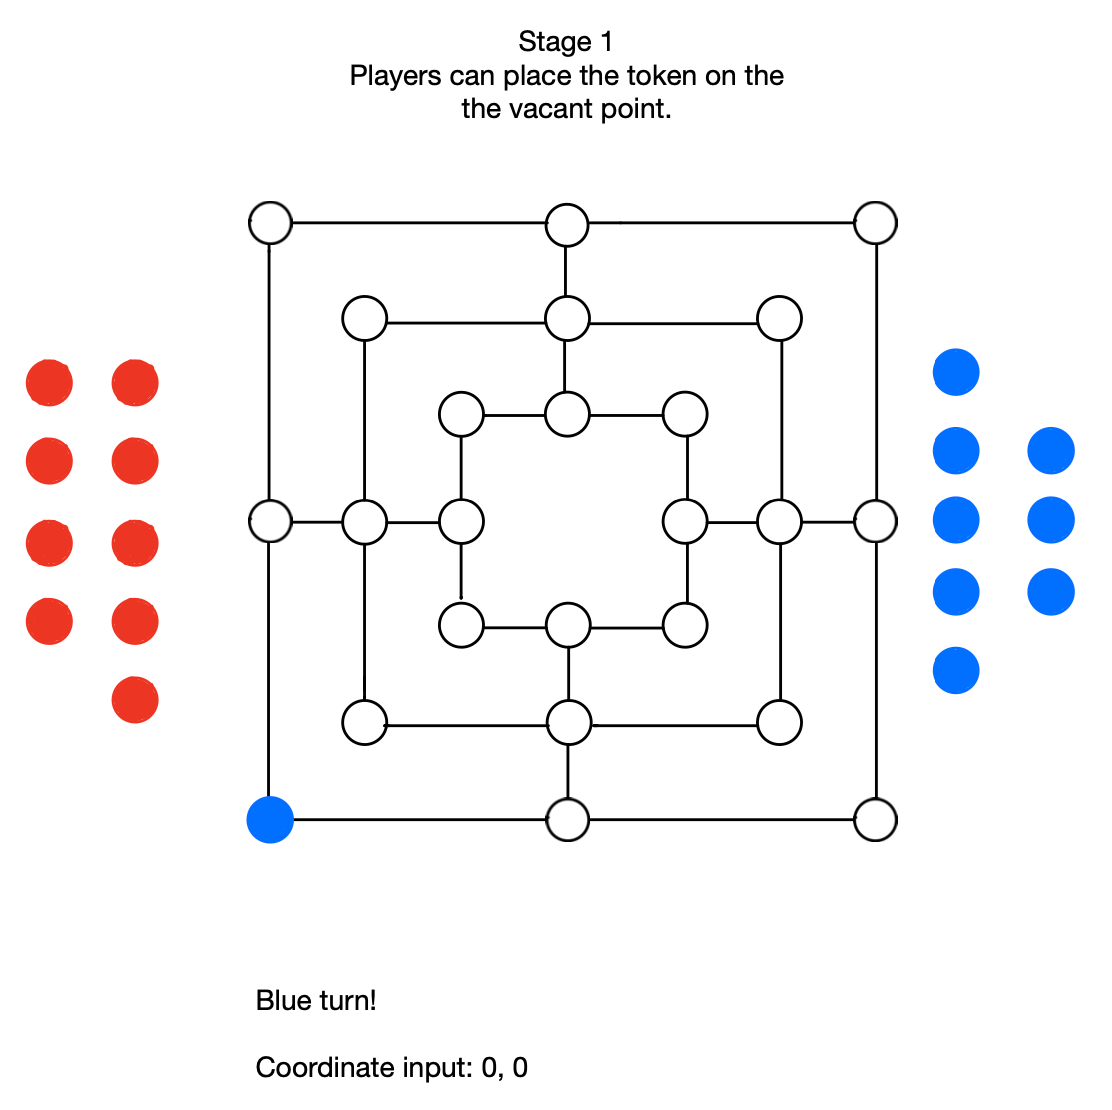 Stage 1
Players can place the token on the
the vacant point.
Blue turn!
Coordinate input: 0, 0